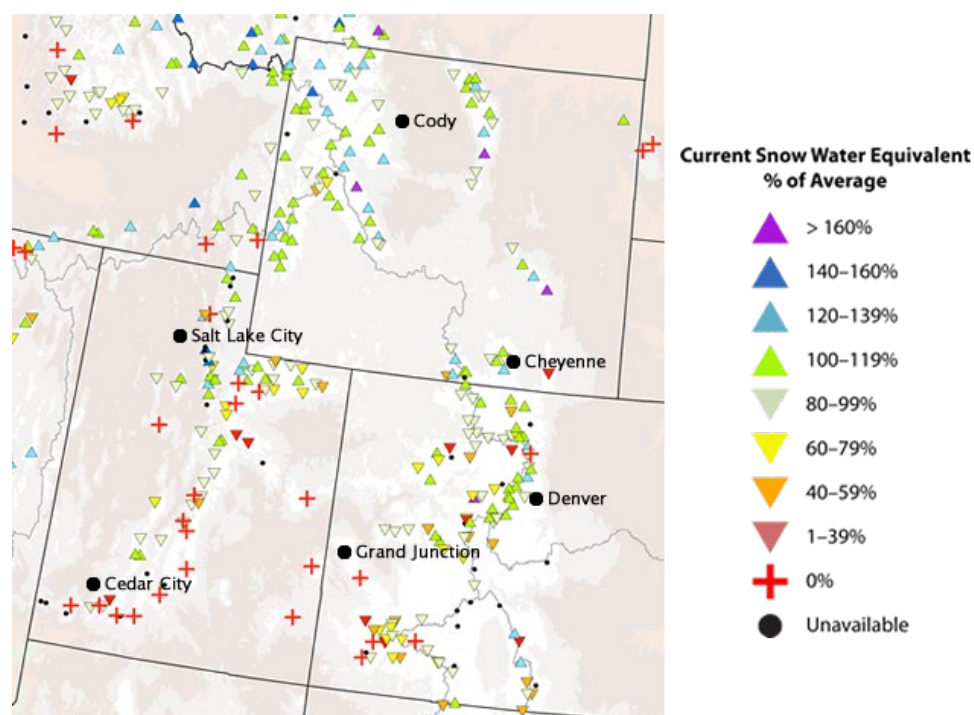 Cody
Salt Lake City
Cheyenne
Denver
Grand Junction
Cedar City
Current Snow Water Equivalent
% of Average
> 160%
140–160%
120–139%
100–119%
80–99%
60–79%
40–59%
1–39%
0%
Unavailable